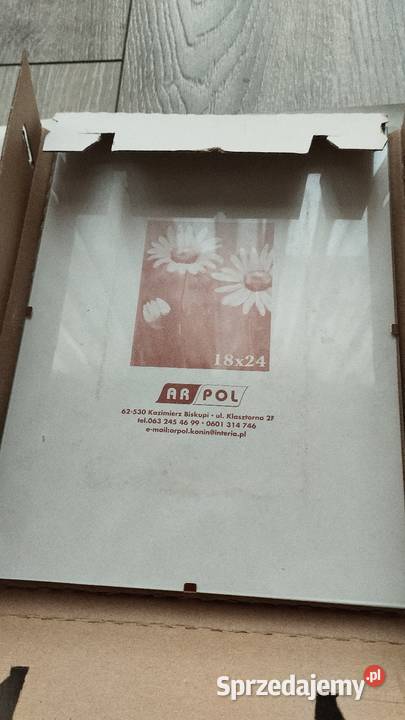 18x24
AR POL
62-530 Kazimierz Biskupi • ul. Klasztorna 2F
tel.063 245 46 99 • 0601 314 746
e-mail:arpol.konin@interia.pl
Sprzedajemy.pl